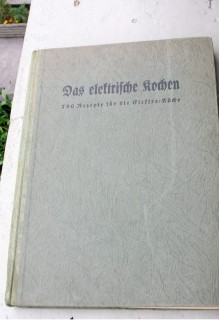 Das elektrische Kochen
Rezepte für die Elektro-Küche